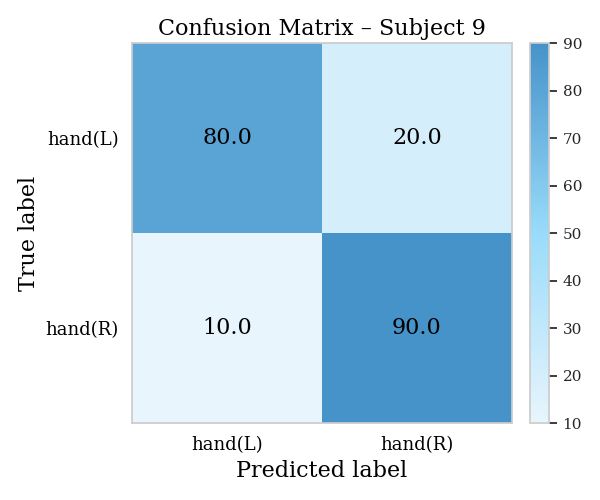 Confusion Matrix – Subject 9
True label
hand(L)
80.0
20.0
hand(R)
10.0
90.0
hand(L)
hand(R)
Predicted label
90
80
70
60
50
40
30
20
10